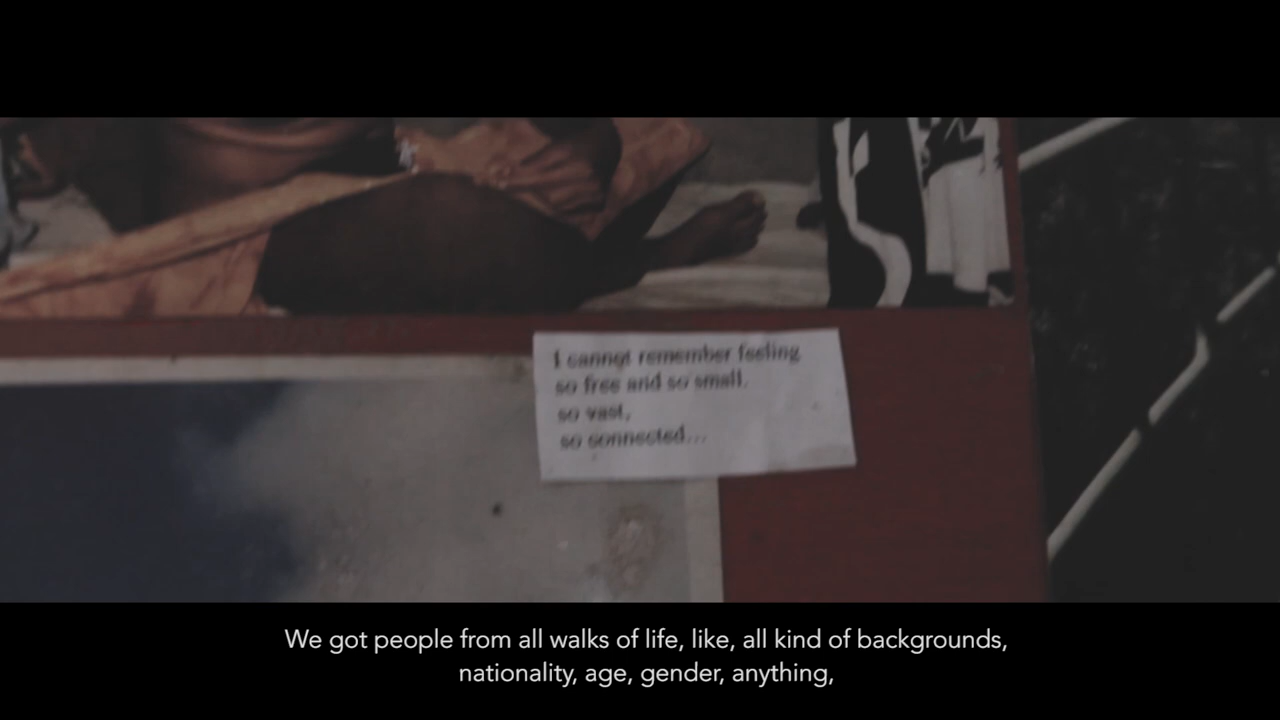 I cannot remember feeling
so free and so small.
so vast,
so connected...
We got people from all walks of life, like, all kind of backgrounds,
nationality, age, gender, anything,